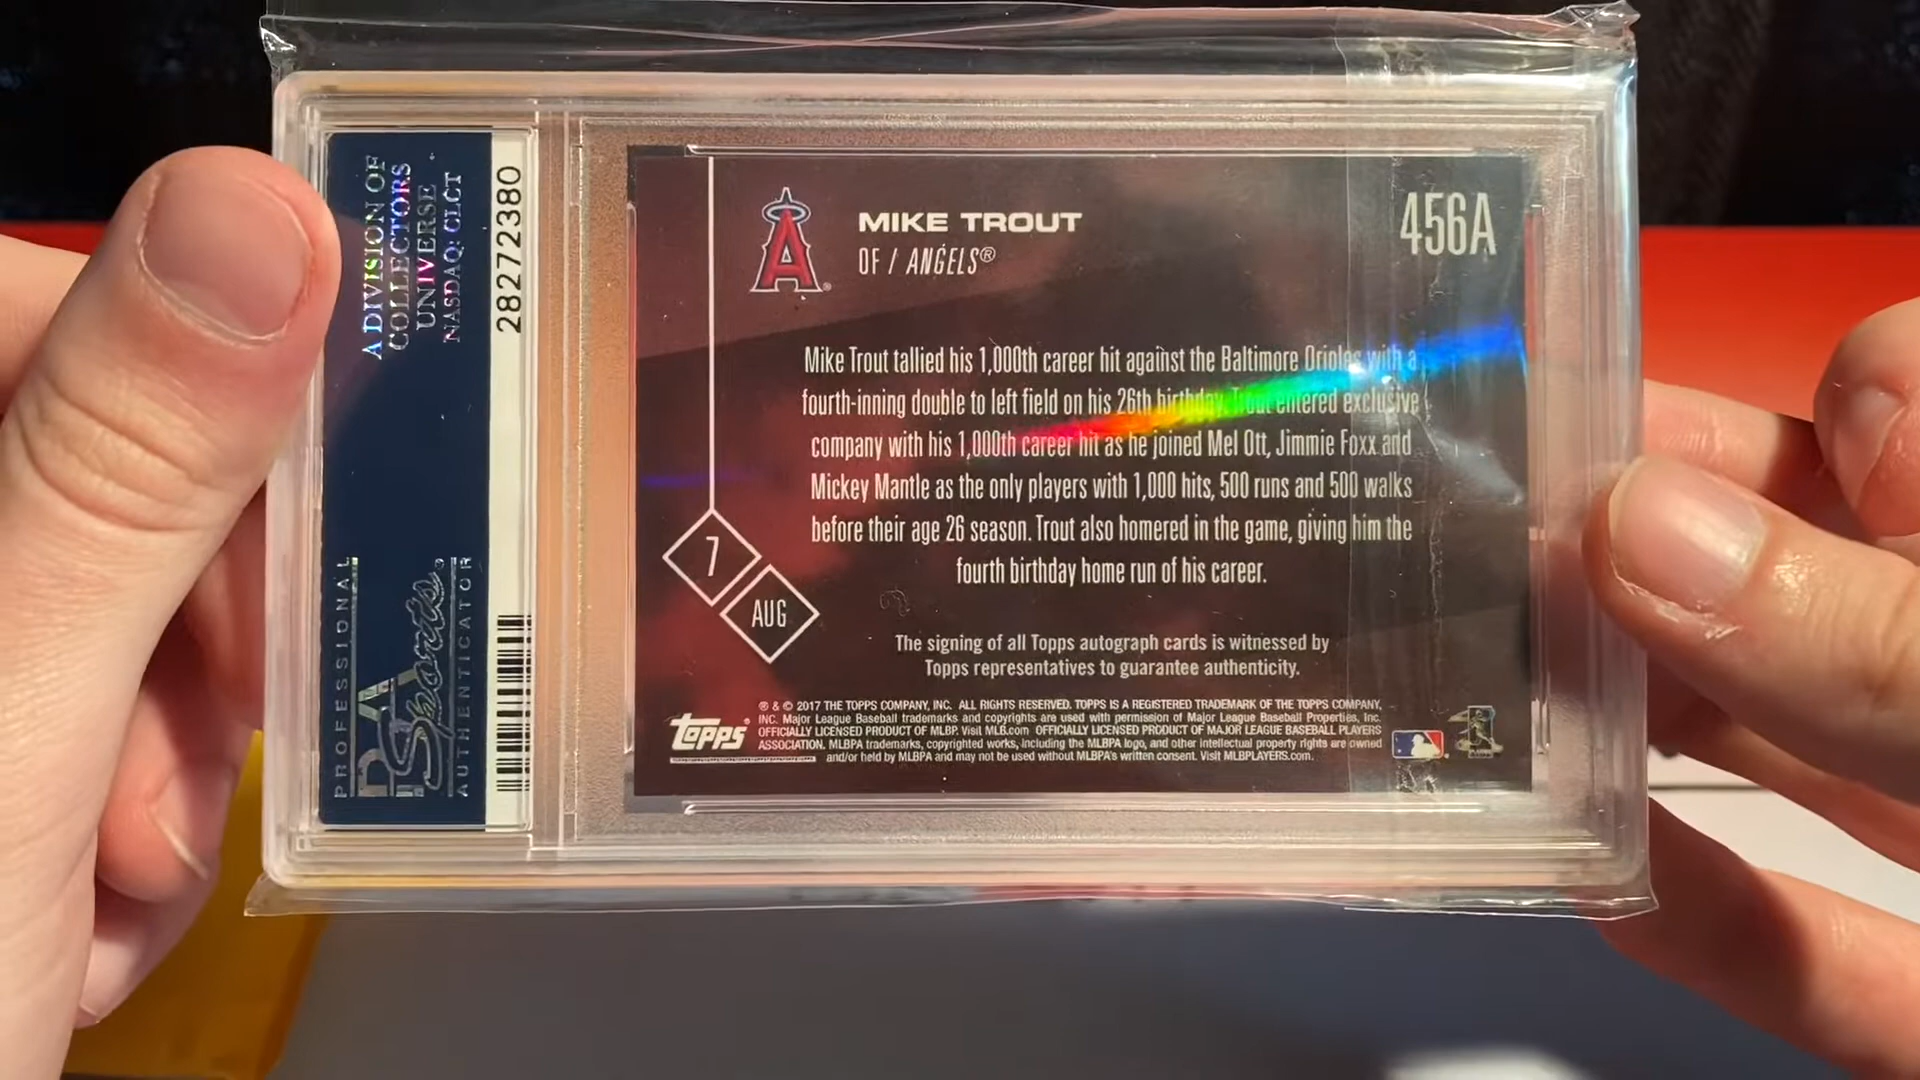 A DIVISION OF
COLLECTORS
UNIVERSE
NASDAQ: CLCT
28272380
PROFESSIONAL
PSA
Sports
AUTHENTICATOR
A
MIKE TROUT
OF / ANGELS®
456A
Mike Trout tallied his 1,000th career hit against the Baltimore Orioles with a
fourth-inning double to left field on his 26th birthday. Trout entered exclusive
company with his 1,000th career hit as he joined Mel Ott, Jimmie Foxx and
Mickey Mantle as the only players with 1,000 hits, 500 runs and 500 walks
before their age 26 season. Trout also homered in the game, giving him the
fourth birthday home run of his career.
7
AUG
The signing of all Topps autograph cards is witnessed by
Topps representatives to guarantee authenticity.
topps
® & © 2017 THE TOPPS COMPANY, INC. ALL RIGHTS RESERVED. TOPPS IS A REGISTERED TRADEMARK OF THE TOPPS COMPANY,
INC. Major League Baseball trademarks and copyrights are used with permission of Major League Baseball Properties, Inc.
OFFICIALLY LICENSED PRODUCT OF MLBP. Visit MLB.com OFFICIALLY LICENSED PRODUCT OF MAJOR LEAGUE BASEBALL PLAYERS
ASSOCIATION. MLBPA trademarks, copyrighted works, including the MLBPA logo, and other intellectual property rights are owned
and/or held by MLBPA and may not be used without MLBPA's written consent. Visit MLBPLAYERS.com.